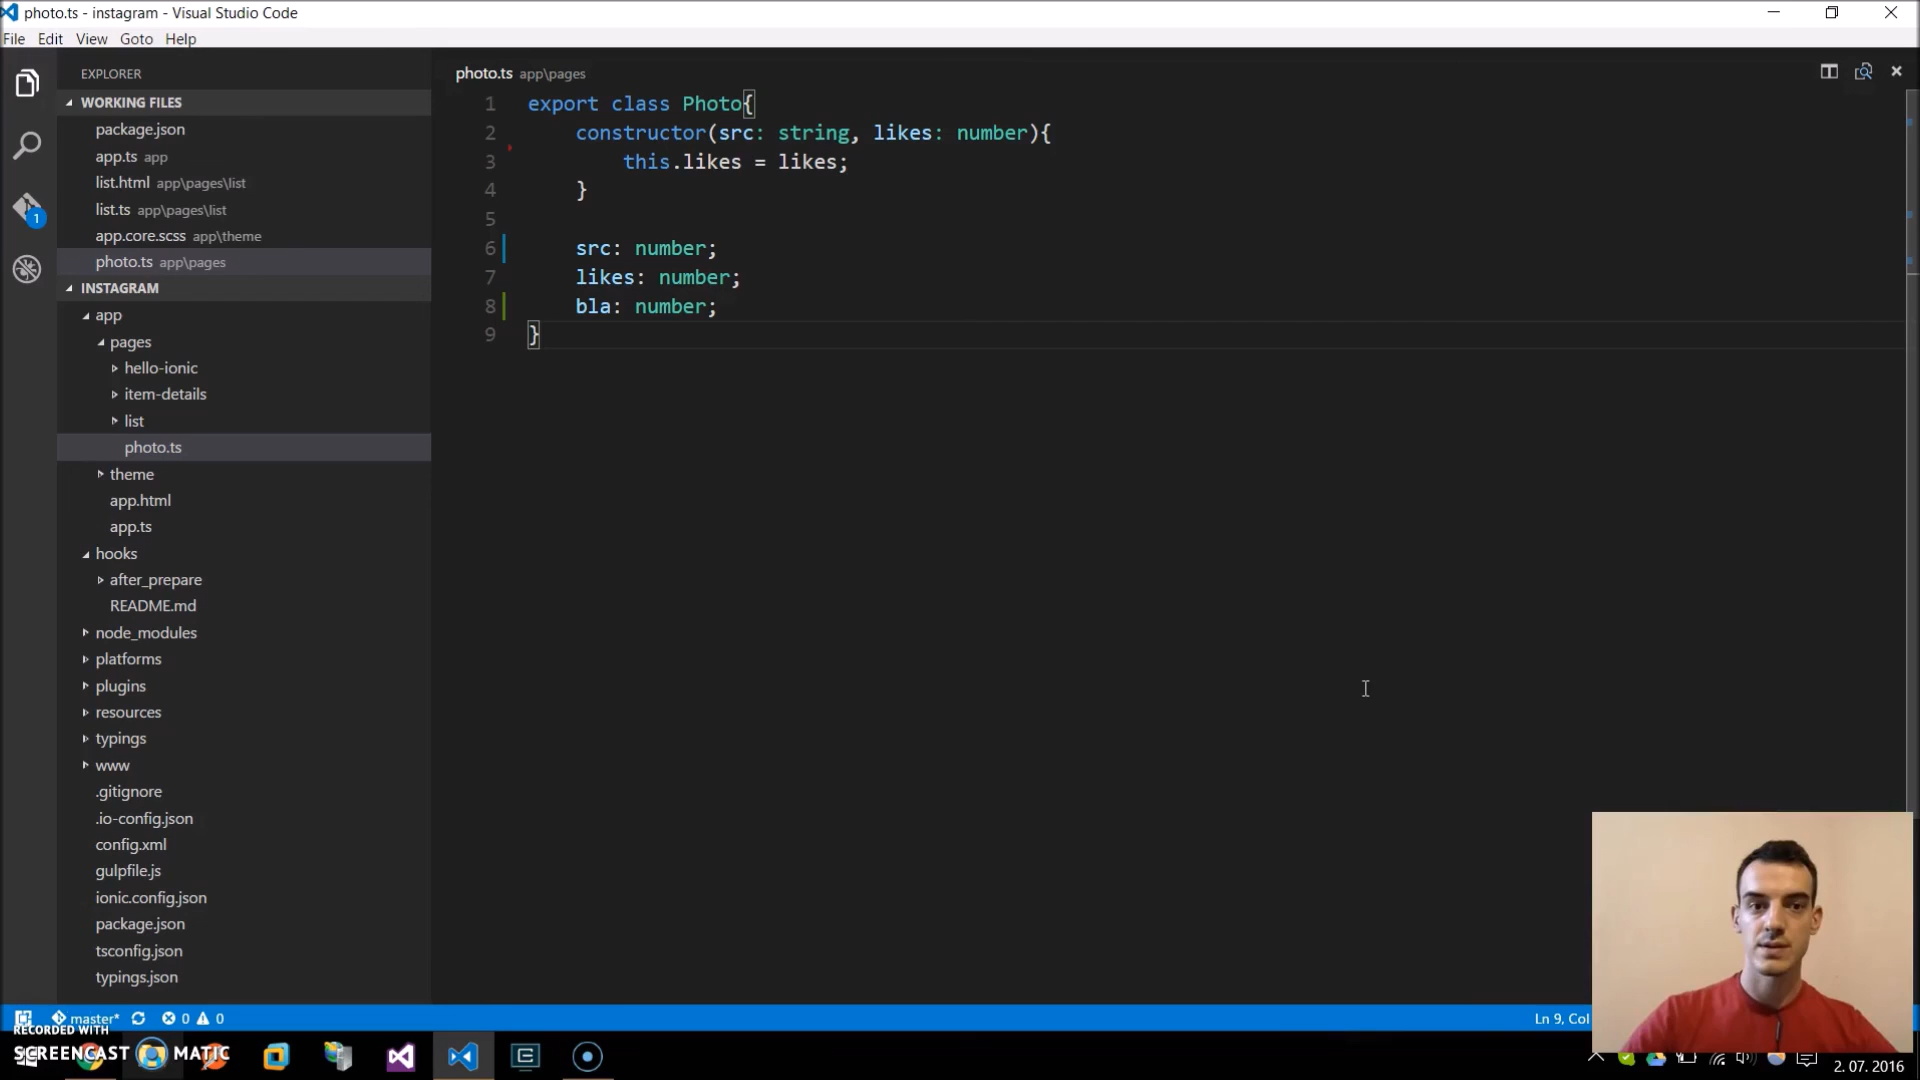 photo.ts - instagram - Visual Studio Code
File Edit View Goto Help
EXPLORER
WORKING FILES
package.json
app.ts app
list.html app\pages\list
list.ts app\pages\list
app.core.scss app\theme
photo.ts app\pages
INSTAGRAM
app
pages
hello-ionic
item-details
list
photo.ts
theme
app.html
app.ts
hooks
after_prepare
README.md
node_modules
platforms
plugins
resources
typings
www
.gitignore
.io-config.json
config.xml
gulpfile.js
ionic.config.json
package.json
tsconfig.json
typings.json
1
photo.ts app\pages
1 export class Photo{
2 constructor(src: string, likes: number){
3 this.likes = likes;
4 }
5
6 src: number;
7 likes: number;
8 bla: number;
9 }
master* 0 0
Ln 9, Col
RECORDED WITH
SCREENCAST MATIC
2. 07. 2016